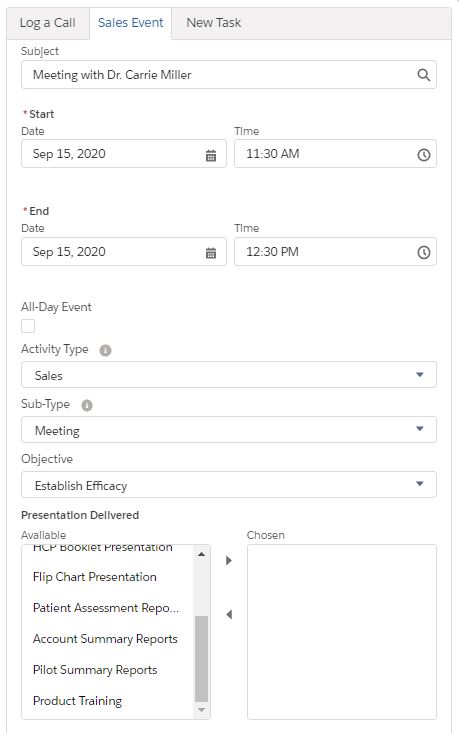 Log a Call Sales Event New Task
Subject
Meeting with Dr. Carrie Miller
*Start
Date Time
Sep 15, 2020 11:30 AM
*End
Date Time
Sep 15, 2020 12:30 PM
All-Day Event
Activity Type
Sales
Sub-Type
Meeting
Objective
Establish Efficacy
Presentation Delivered
Available Chosen
HCP Booklet Presentation
Flip Chart Presentation
Patient Assessment Repo...
Account Summary Reports
Pilot Summary Reports
Product Training